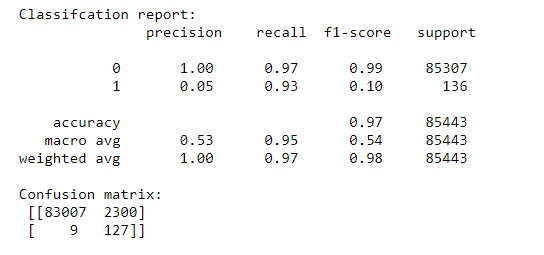 Classifcation report:
precision recall f1-score support
0 1.00 0.97 0.99 85307
1 0.05 0.93 0.10 136
accuracy 0.97 85443
macro avg 0.53 0.95 0.54 85443
weighted avg 1.00 0.97 0.98 85443
Confusion matrix:
[[83007 2300]
[ 9 127]]